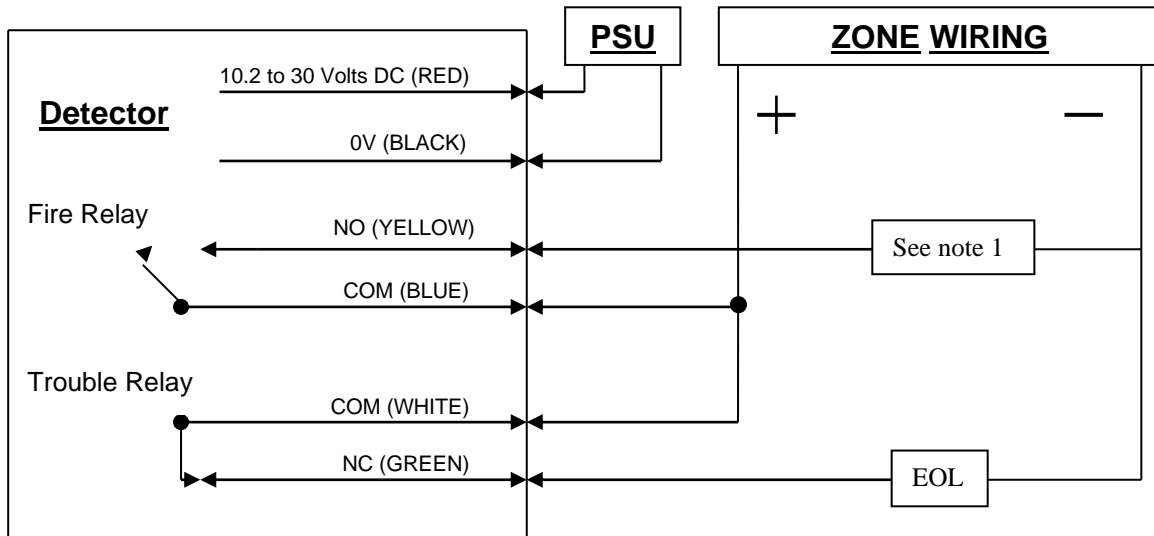 PSU
ZONE WIRING
10.2 to 30 Volts DC (RED)
Detector
+
—
0V (BLACK)
Fire Relay
NO (YELLOW)
See note 1
COM (BLUE)
Trouble Relay
COM (WHITE)
NC (GREEN)
EOL